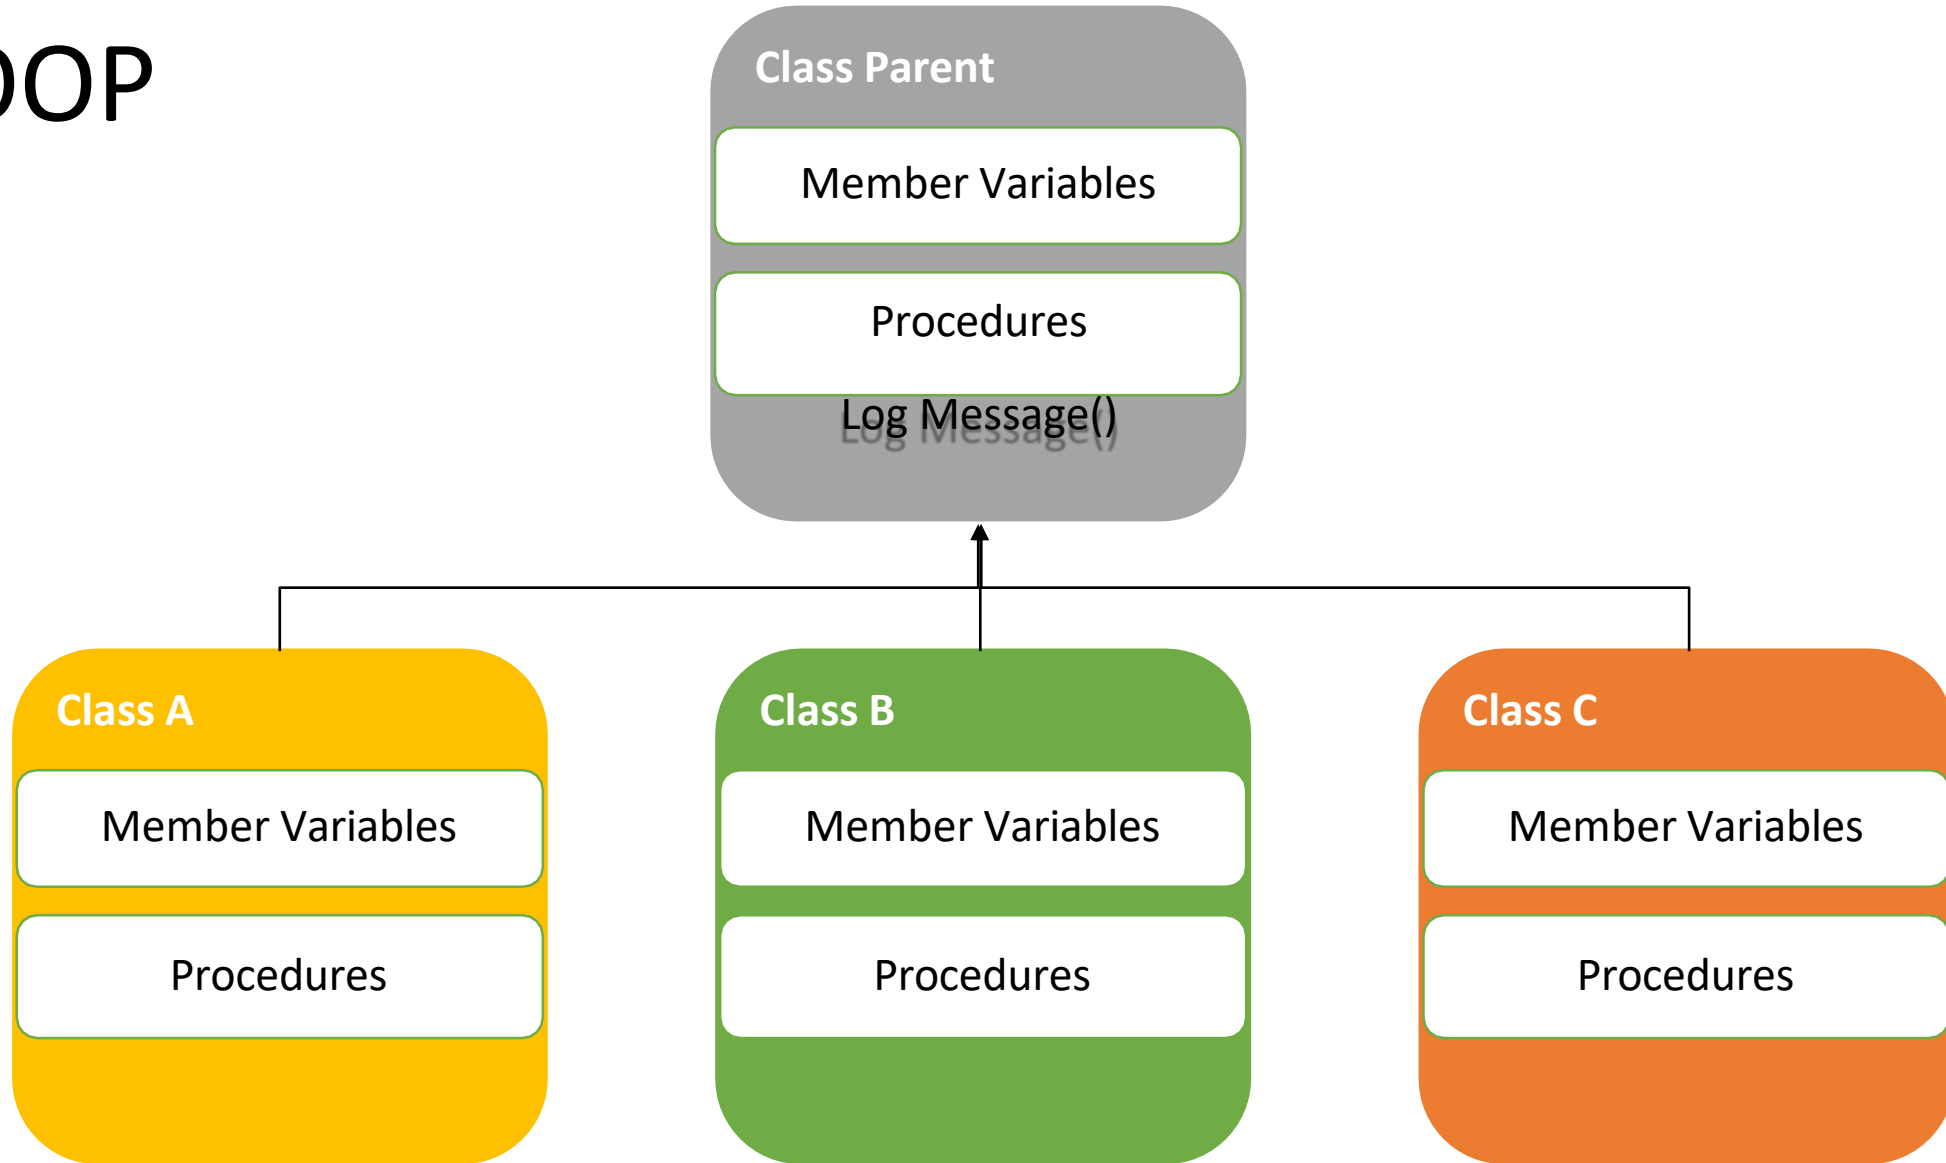 OOP
Class Parent
Member Variables
Procedures
Log Message()
Class A
Member Variables
Procedures
Class B
Member Variables
Procedures
Class C
Member Variables
Procedures